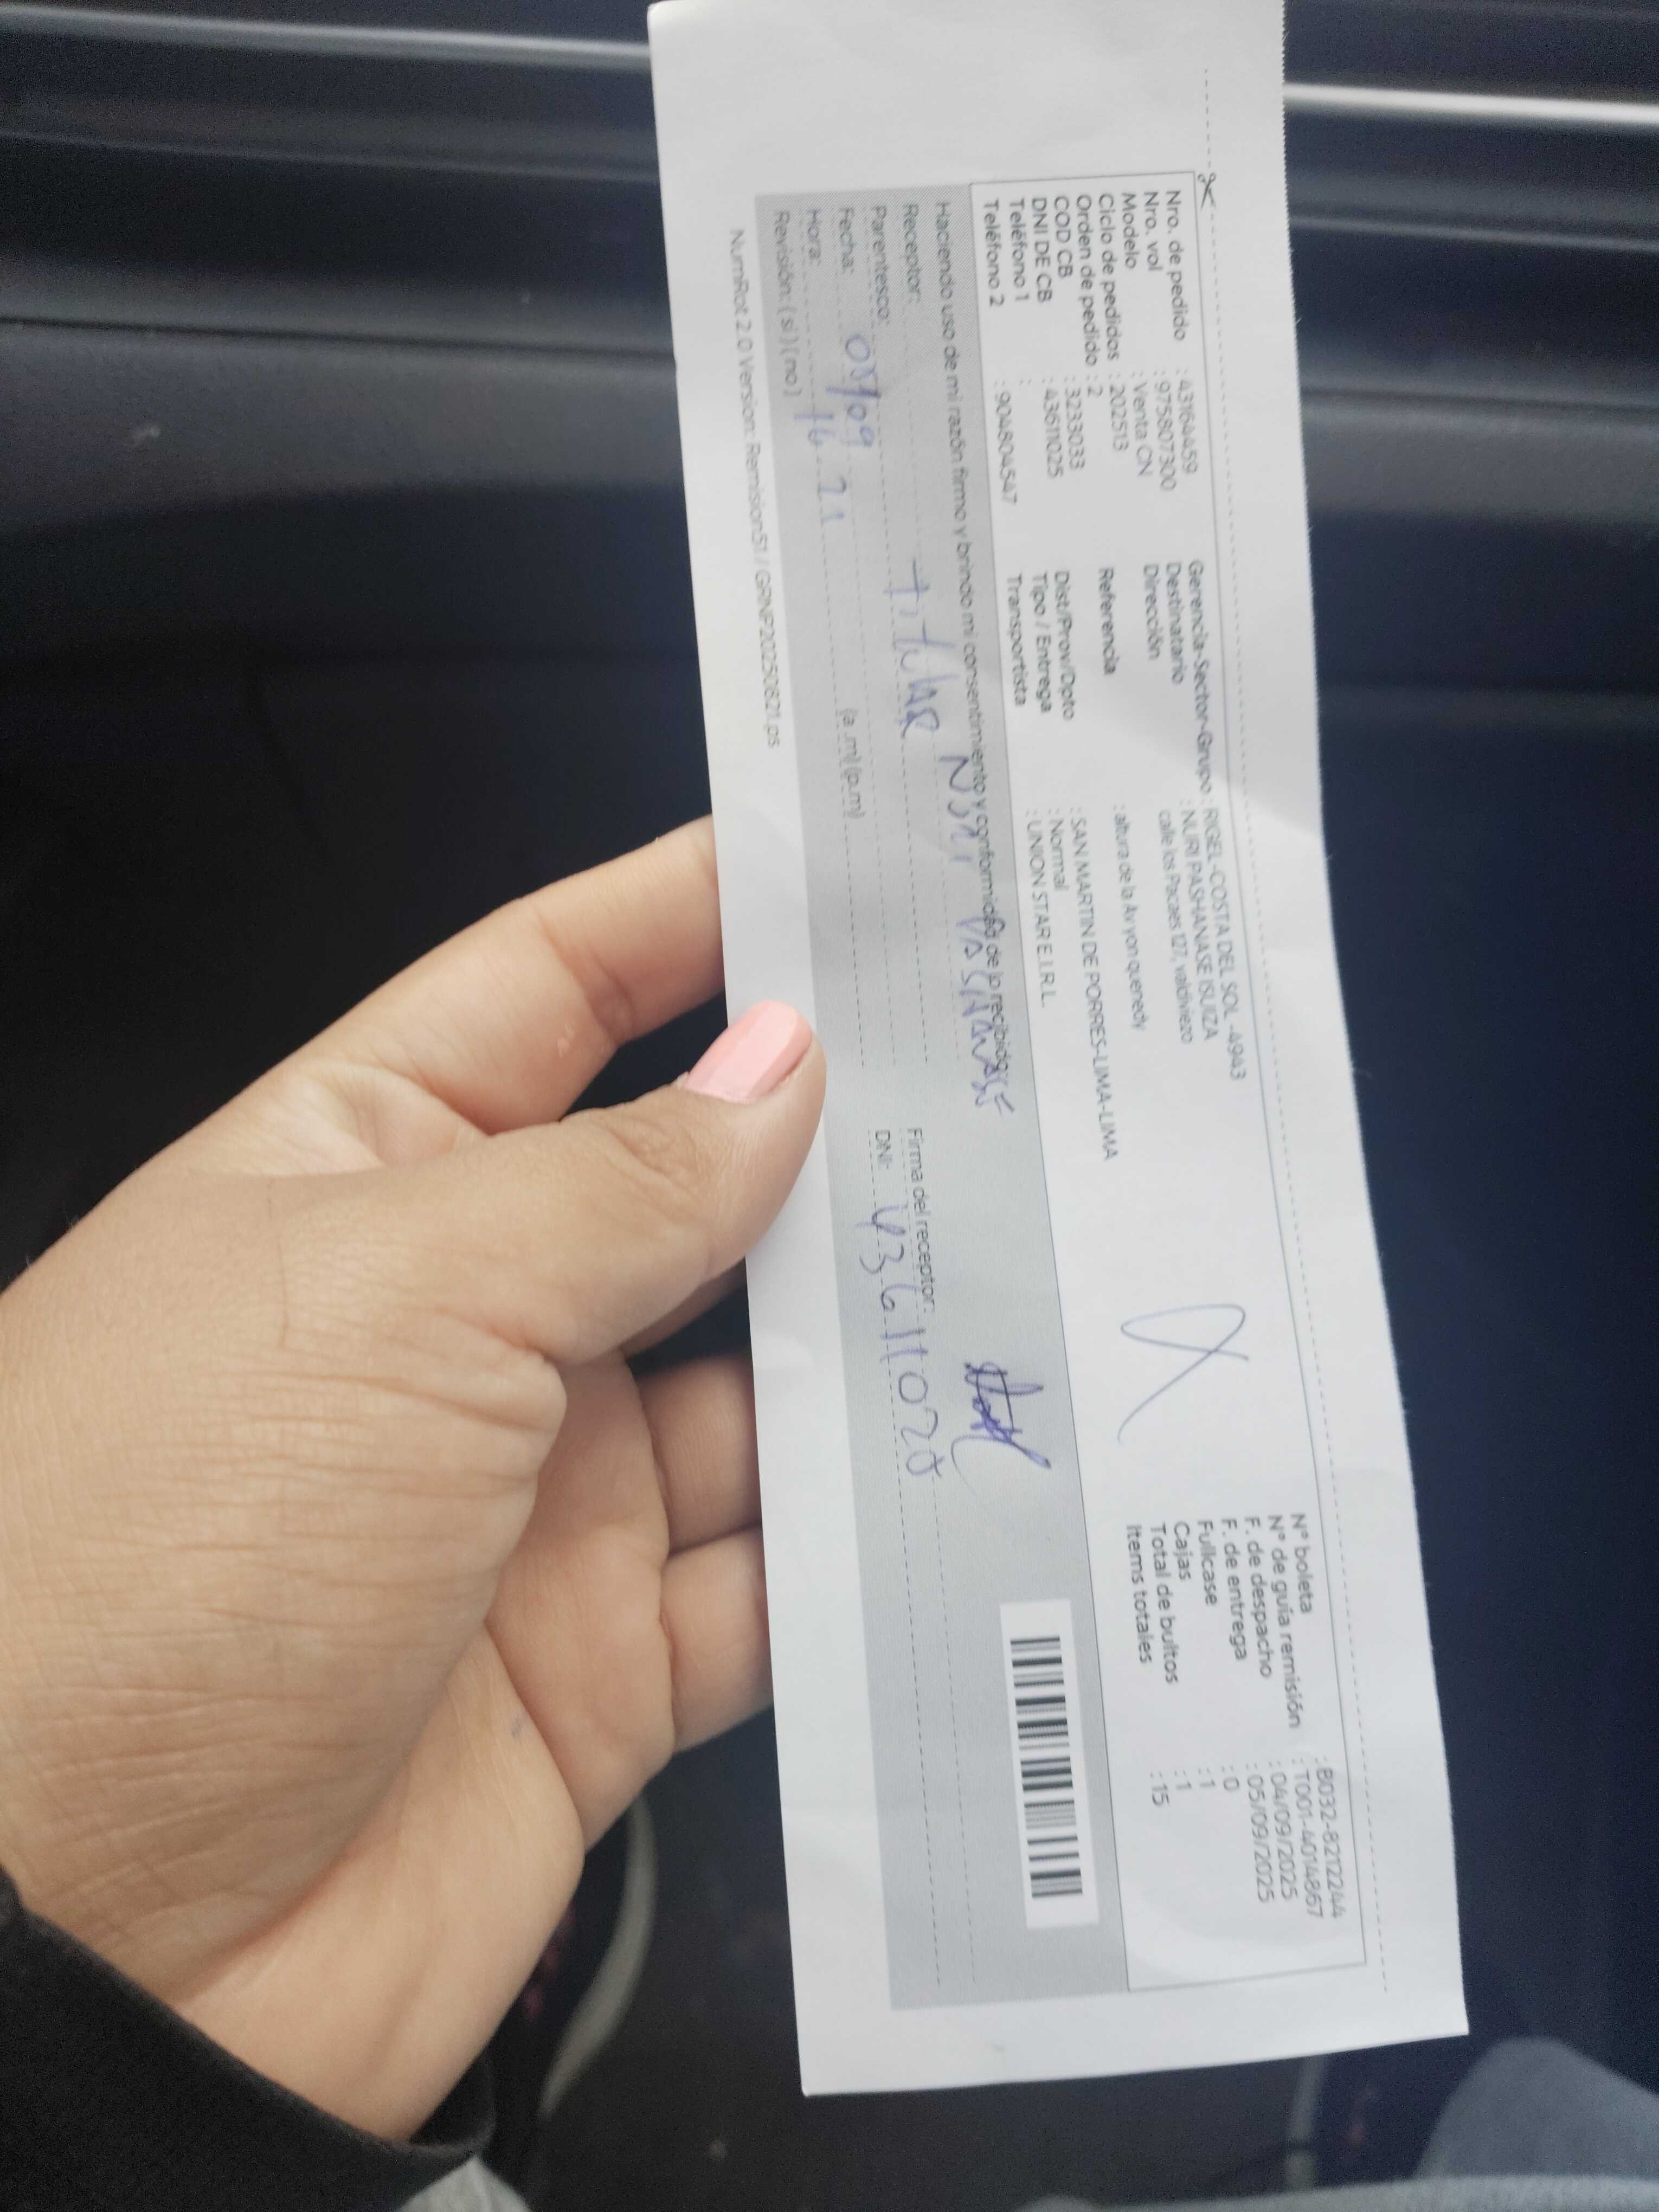 Nro. de pedido : 43164459
Nro. vol : 975807300
Modelo : Venta CN
Ciclo de pedidos : 202513
Orden de pedido : 2
COD CB : 3233033
DNI DE CB : 43611025
Teléfono 1 :
Teléfono 2 : 904804547
Gerencia-Sector-Grupo : RIGEL-COSTA DEL SOL -4943
Destinatario : NURI PASHANASE ISUIZA
Dirección calle los Pacaes 127, valdiviezo
Referencia : altura de la Av yon quenedy
Dist/Prov/Dpto : SAN MARTIN DE PORRES-LIMA-LIMA
Tipo / Entrega : Normal
Transportista : UNION STAR E.I.R.L.
N° boleta : B032-8212244
N° de guía remisión : T001-4014867
F. de despacho : 04/09/2025
F. de entrega : 05/09/2025
Fullcase : 0
Cajas : 1
Total de bultos : 1
Items totales : 15
Haciendo uso de mi razón firmo y brindo mi consentimiento y conformidad de lo recibido
Receptor: Nuri PASHANASE
Parentesco: titular
Fecha: 05/09 (a .m) (p.m)
Hora: 16 21
Revisión: ( si ) ( no )
Firma del receptor:
DNI: 43611025
NumRot 2.0 Version: Remision51 / GRNP20250821.ps